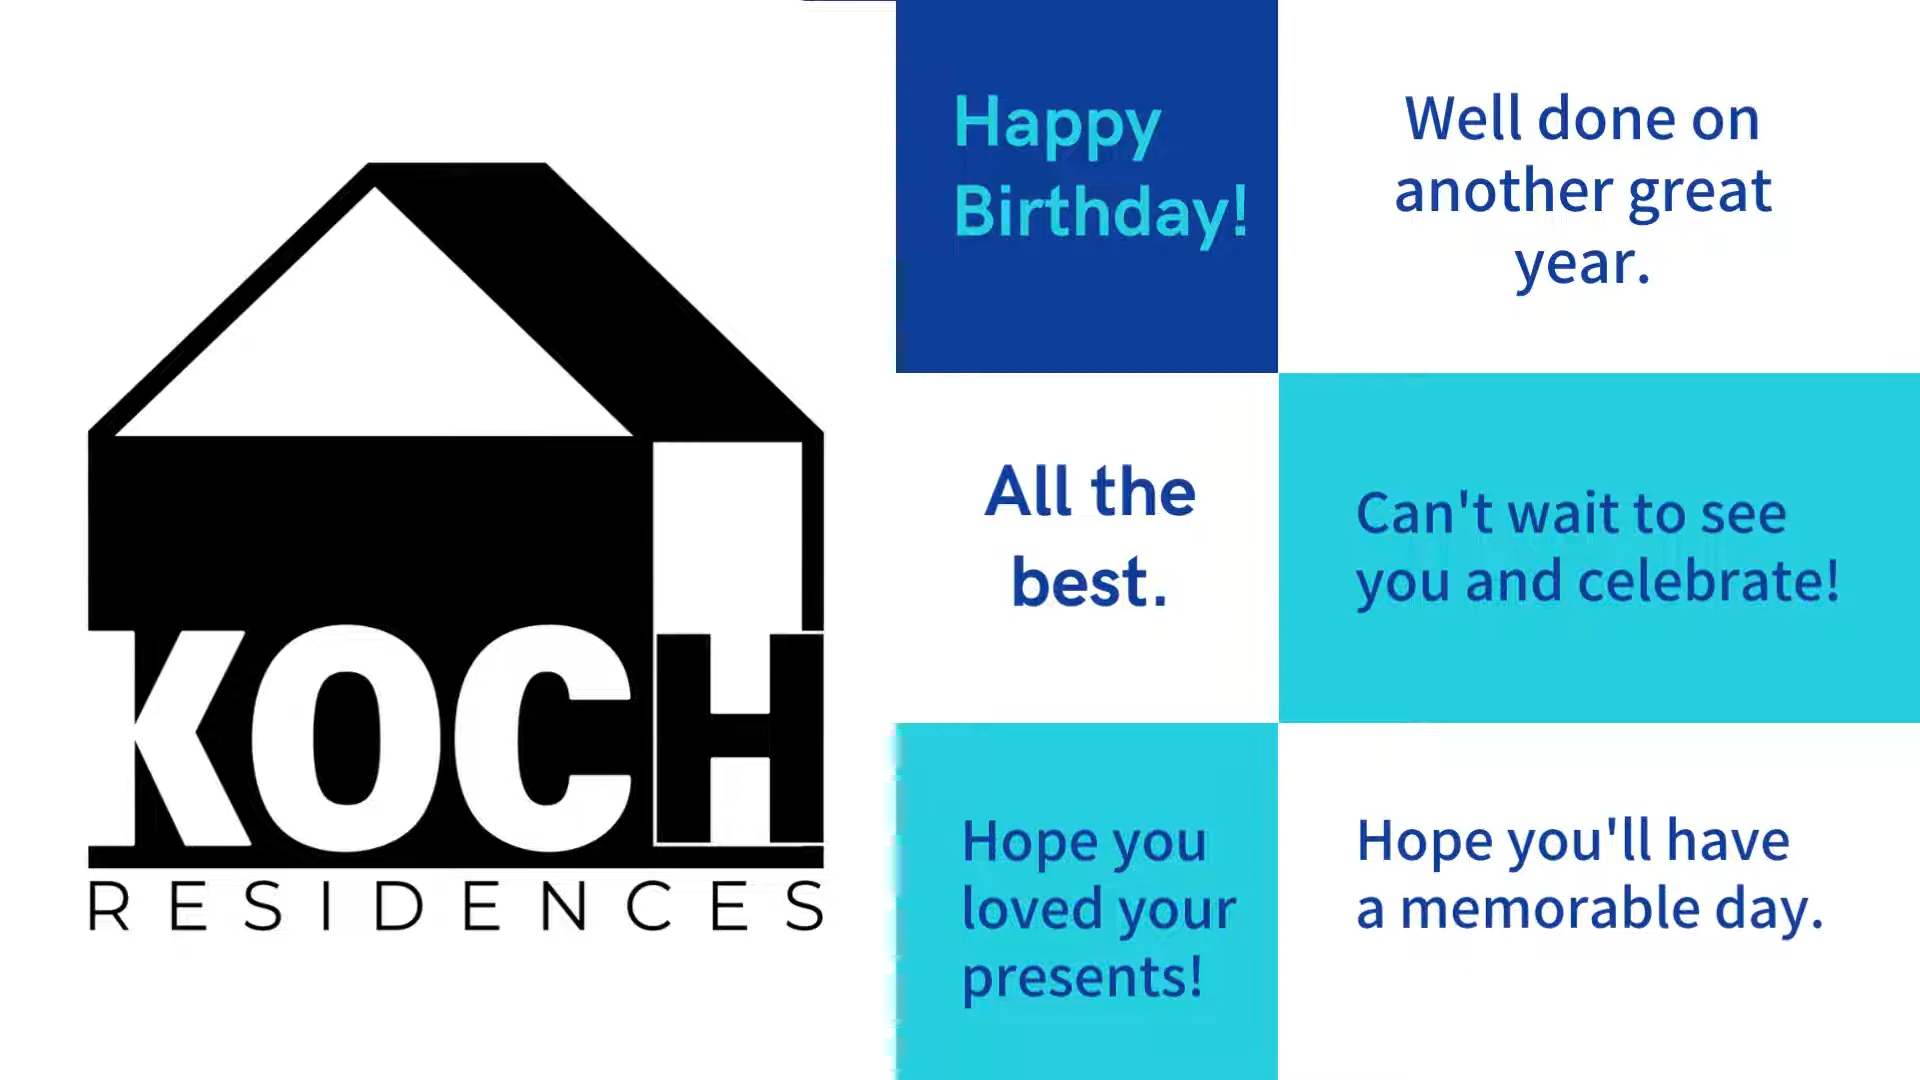 KOCH
RESIDENCES
Happy
Birthday!
Well done on
another great
year.
All the
best.
Can't wait to see
you and celebrate!
Hope you
loved your
presents!
Hope you'll have
a memorable day.